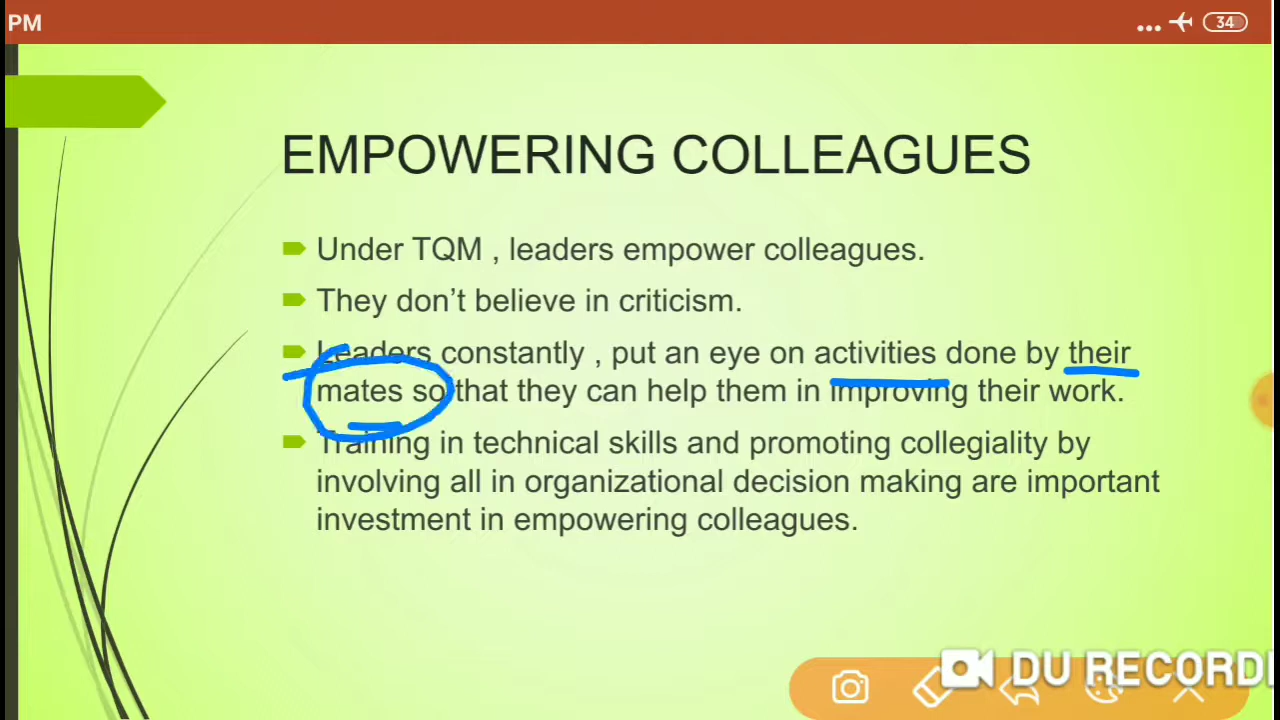 PM
... 34
EMPOWERING COLLEAGUES
Under TQM , leaders empower colleagues.
They don’t believe in criticism.
Leaders constantly , put an eye on activities done by their
mates so that they can help them in improving their work.
Training in technical skills and promoting collegiality by
involving all in organizational decision making are important
investment in empowering colleagues.
DU RECORD